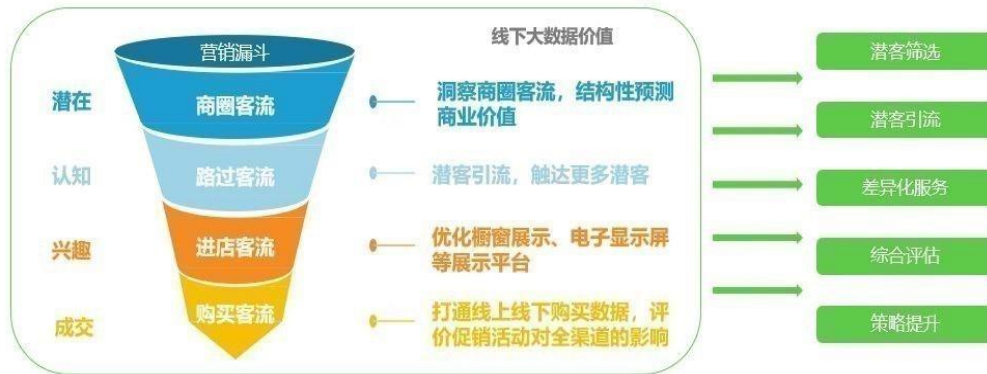 营销漏斗
线下大数据价值
潜在
商圈客流
洞察商圈客流，结构性预测
商业价值
认知
路过客流
潜客引流，触达更多潜客
兴趣
进店客流
优化橱窗展示、电子显示屏
等展示平台
成交
购买客流
打通线上线下购买数据，评
价促销活动对全渠道的影响
潜客筛选
潜客引流
差异化服务
综合评估
策略提升